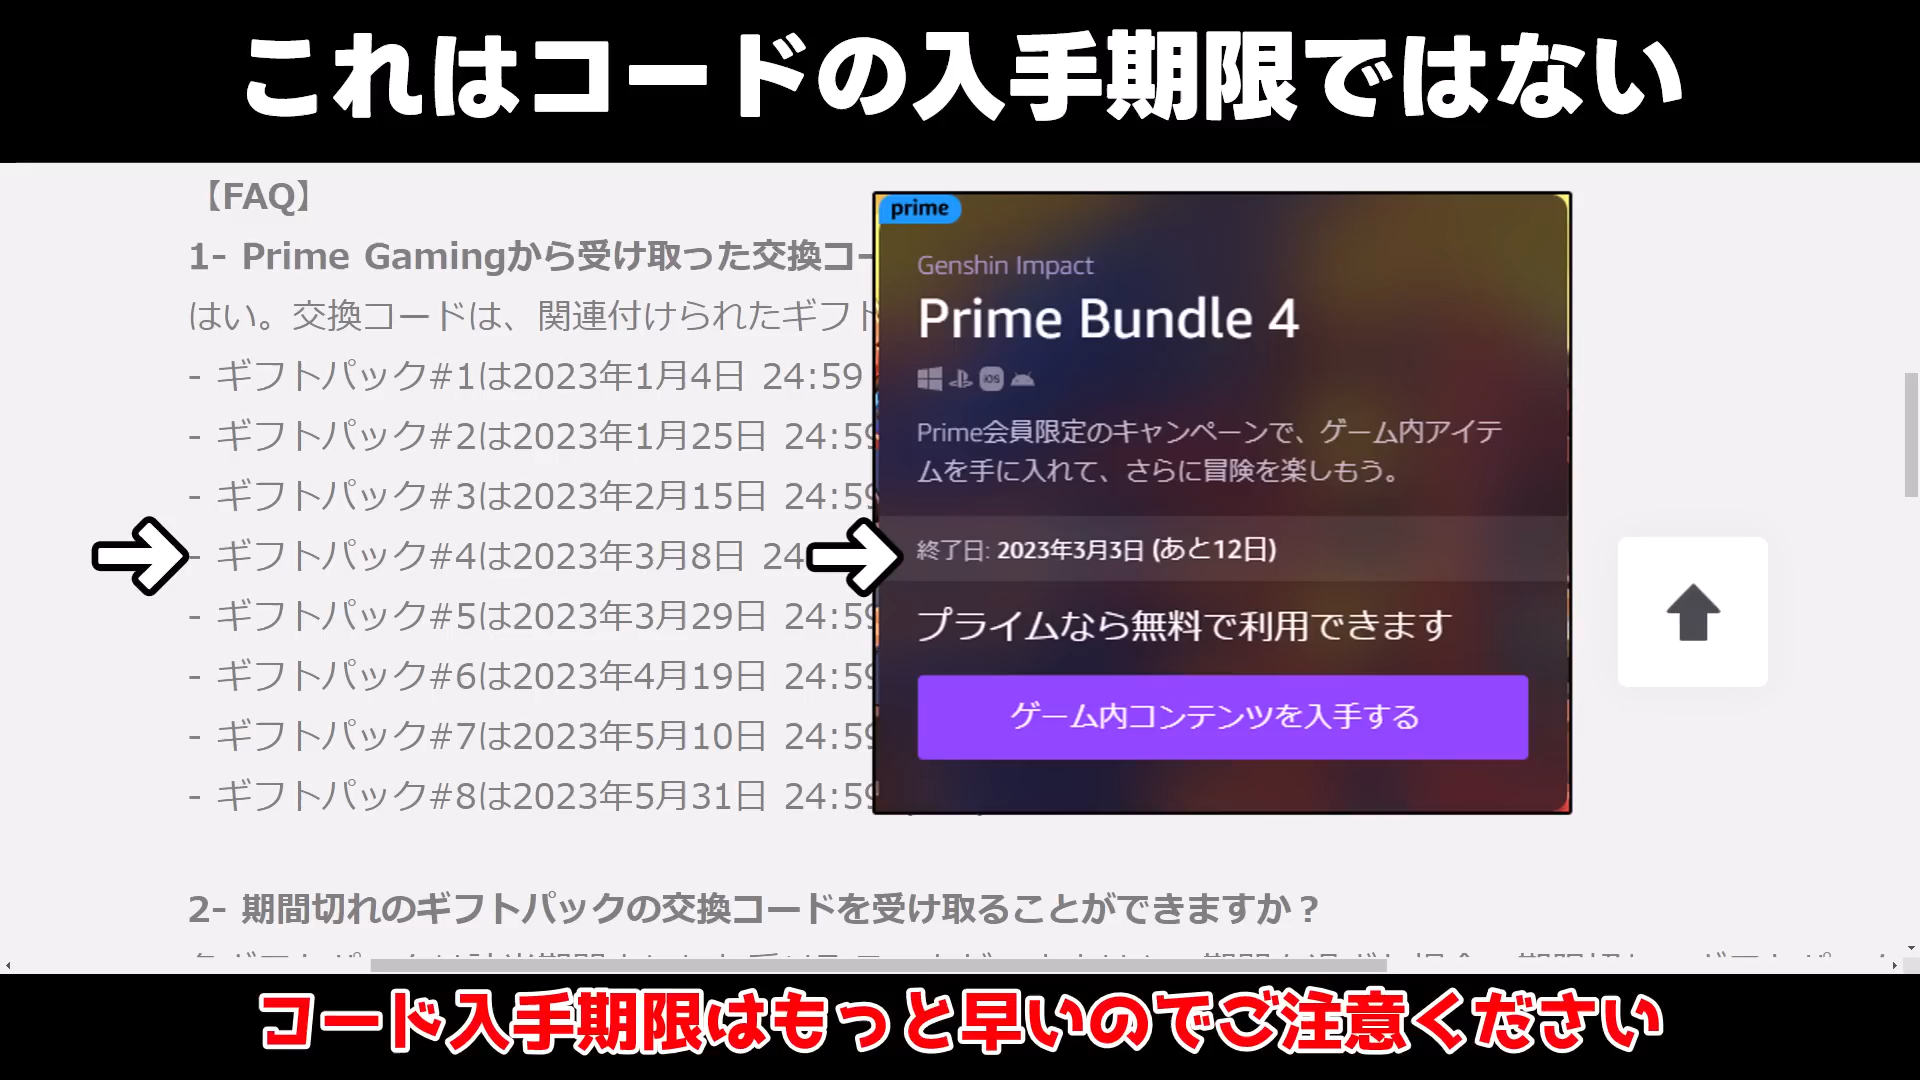 これはコードの入手期限ではない
【FAQ】
1- Prime Gamingから受け取った交換コー
はい。交換コードは、関連付けられたギフト
- ギフトパック#1は2023年1月4日 24:59
- ギフトパック#2は2023年1月25日 24:59
- ギフトパック#3は2023年2月15日 24:59
- ギフトパック#4は2023年3月8日 24
- ギフトパック#5は2023年3月29日 24:59
- ギフトパック#6は2023年4月19日 24:59
- ギフトパック#7は2023年5月10日 24:59
- ギフトパック#8は2023年5月31日 24:59
prime
Genshin Impact
Prime Bundle 4
iOS
Prime会員限定のキャンペーンで、ゲーム内アイテ
ムを手に入れて、さらに冒険を楽しもう。
終了日: 2023年3月3日 (あと12日)
プライムなら無料で利用できます
ゲーム内コンテンツを入手する
2- 期間切れのギフトパックの交換コードを受け取ることができますか？
コード入手期限はもっと早いのでご注意ください